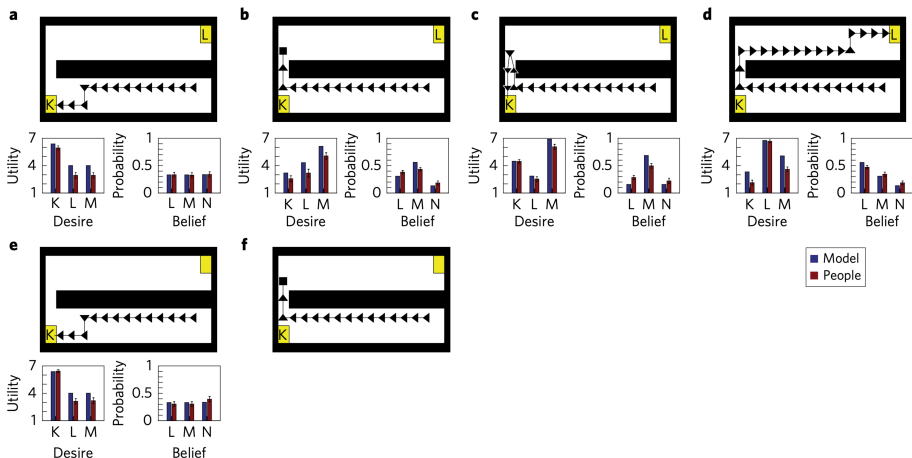 a
L
K
Utility
7
4
1
K L M
Desire
Probability
1
0.5
0
L M N
Belief
b
L
K
Utility
7
4
1
K L M
Desire
Probability
1
0.5
0
L M N
Belief
c
L
K
Utility
7
4
1
K L M
Desire
Probability
1
0.5
0
L M N
Belief
d
L
K
Utility
7
4
1
K L M
Desire
Probability
1
0.5
0
L M N
Belief
e
K
Utility
7
4
1
K L M
Desire
Probability
1
0.5
0
L M N
Belief
f
K
Model
People